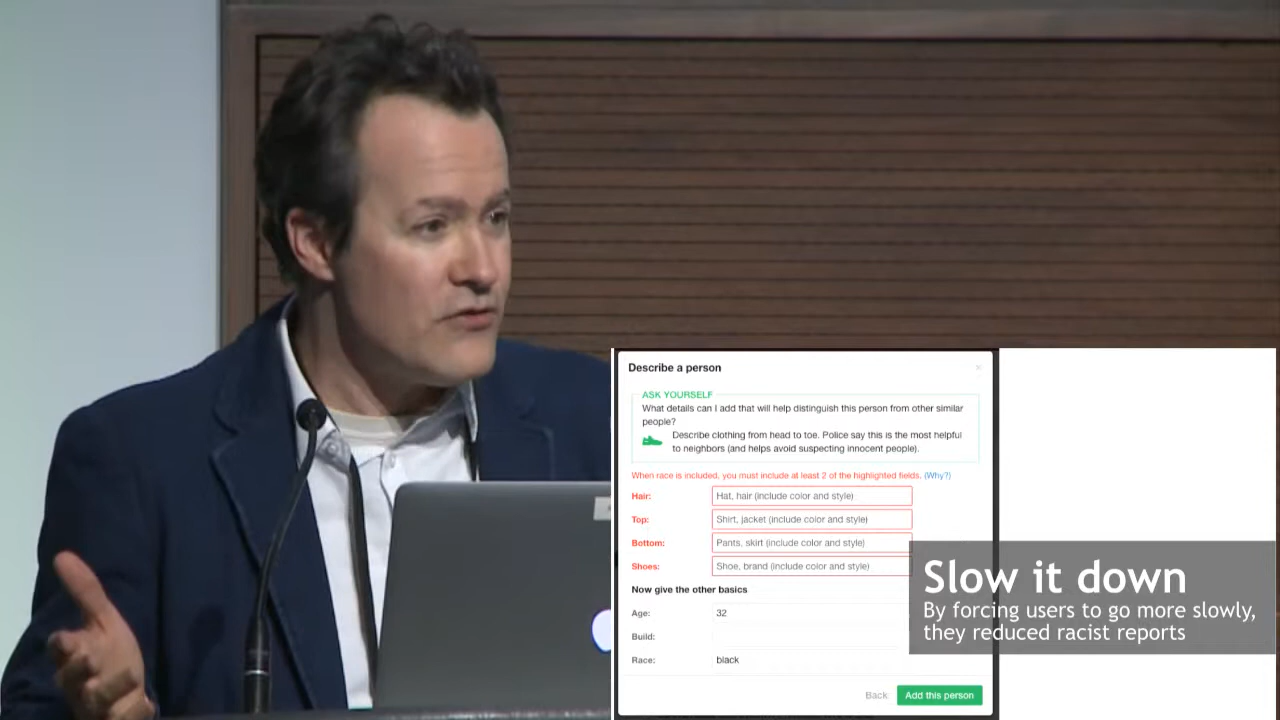 Describe a person
ASK YOURSELF
What details can I add that will help distinguish this person from other similar
people?
Describe clothing from head to toe. Police say this is the most helpful
to neighbors (and helps avoid suspecting innocent people).
When race is included, you must include at least 2 of the highlighted fields. (Why?)
Hair: Hat, hair (include color and style)
Top: Shirt, jacket (include color and style)
Bottom: Pants, skirt (include color and style)
Shoes: Shoe, brand (include color and style)
Now give the other basics
Age: 32
Build:
Race: black
Back Add this person
Slow it down
By forcing users to go more slowly,
they reduced racist reports